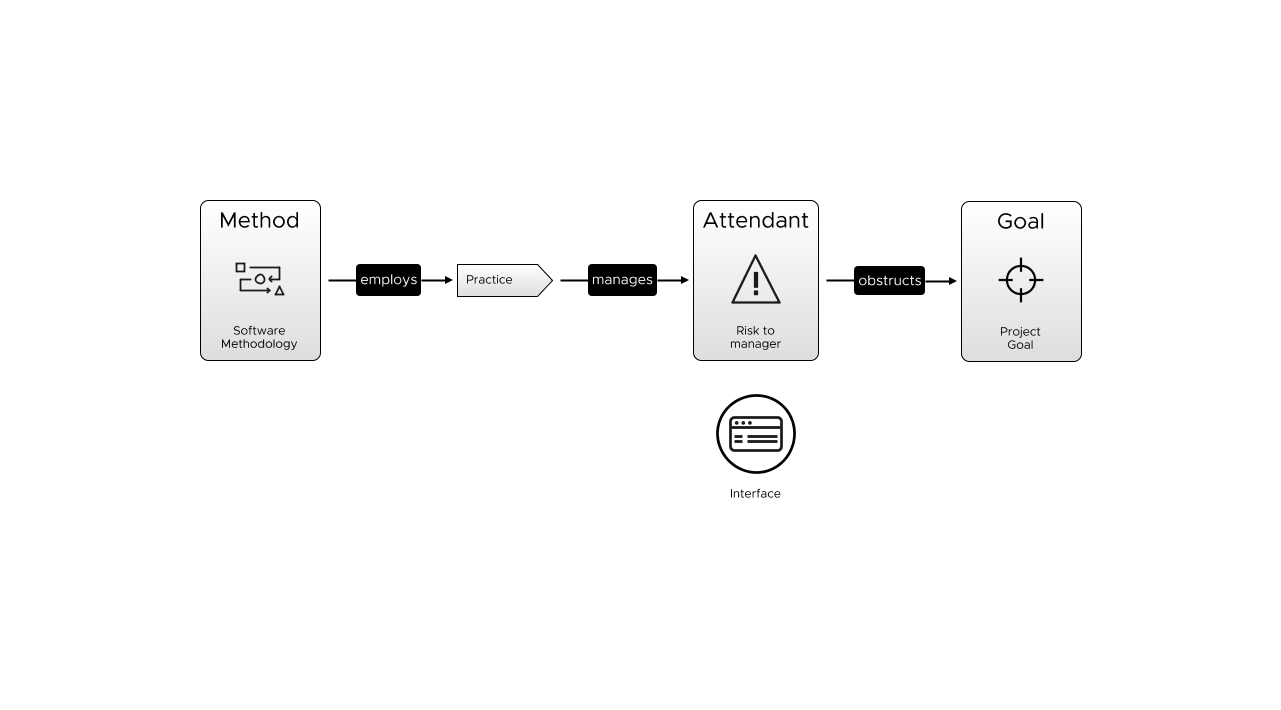 Method
Software
Methodology
employs
Practice
manages
Attendant
Risk to
manager
obstructs
Goal
Project
Goal
Interface